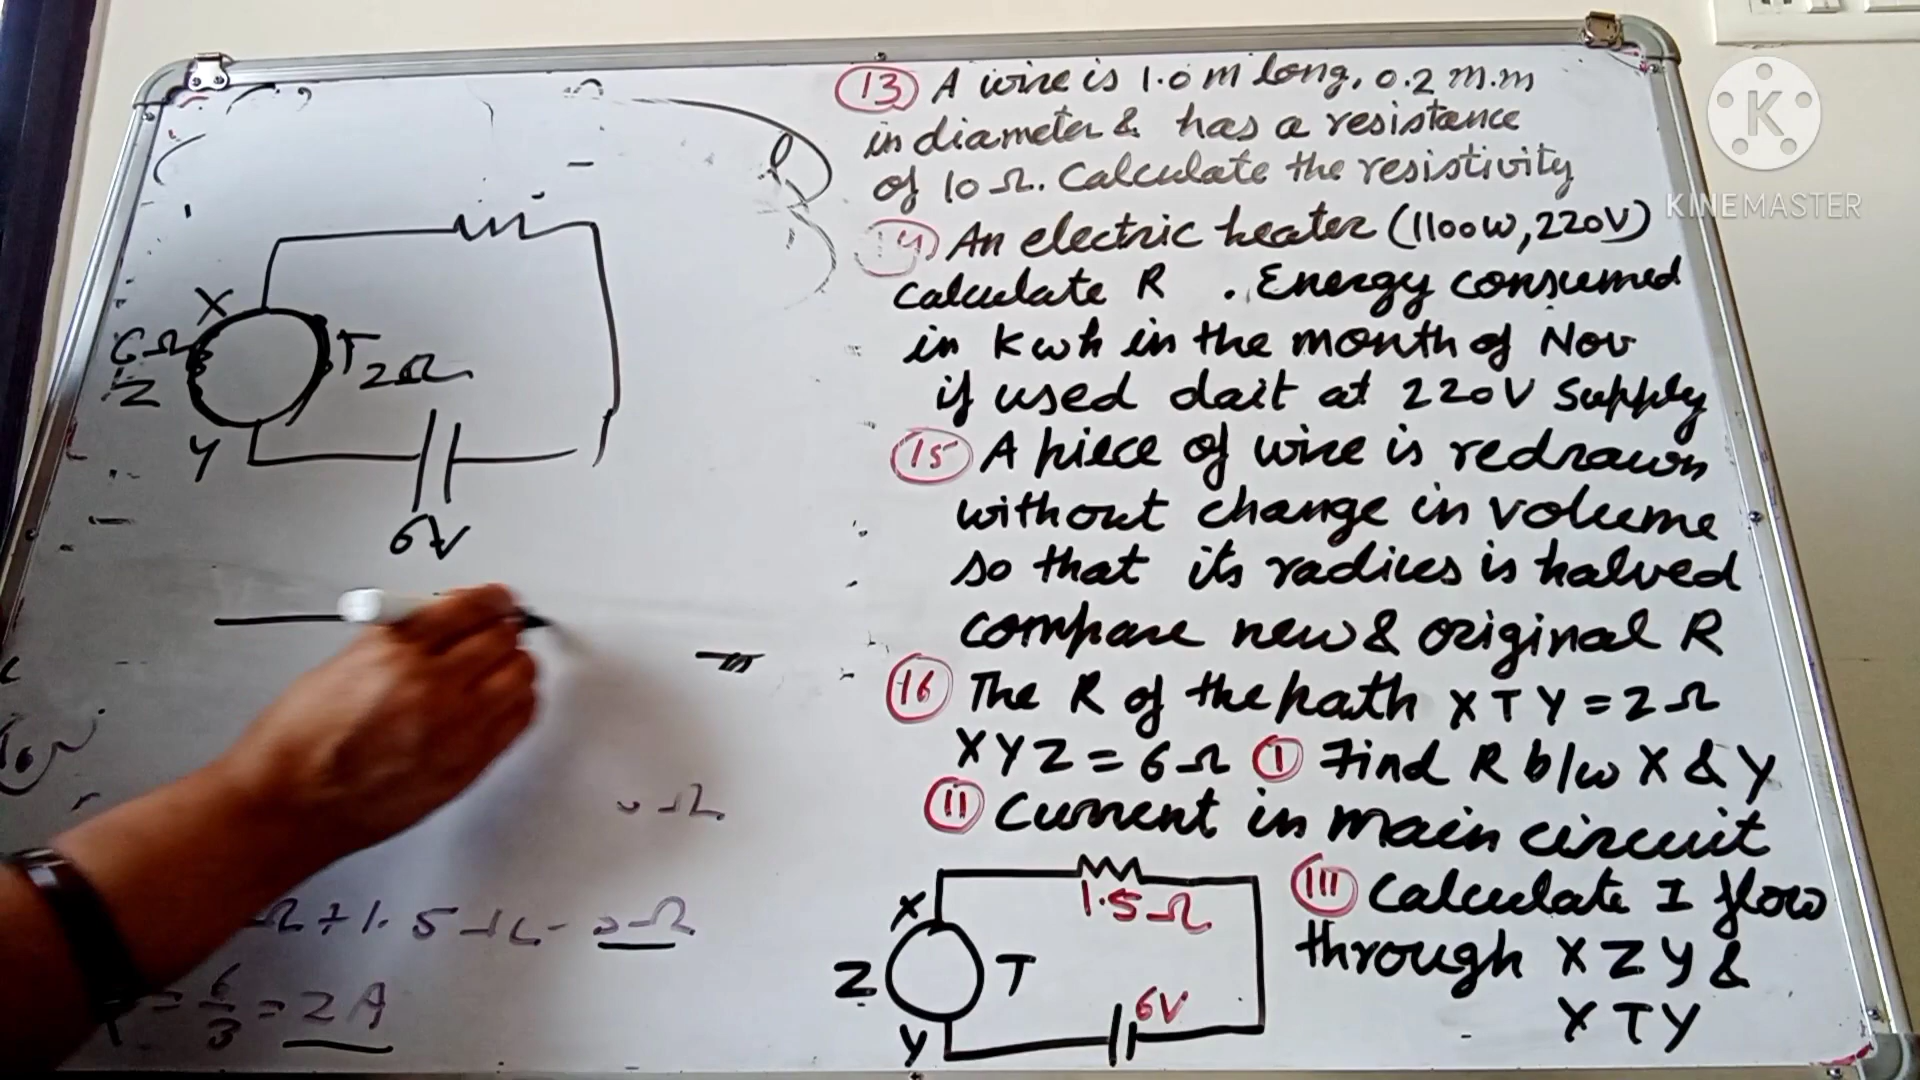 13 A wire is 1.0 m long, 0.2 m.m
in diameter & has a resistance
of 10 Ω. Calculate the resistivity
14 An electric heater (1100w, 220V)
Calculate R . Energy consumed
in Kwh in the month of Nov
if used dait at 220V Supply
15 A piece of wire is redrawn
without change in volume
so that its radius is halved
compare new & original R
16 The R of the path XTY = 2Ω
XYZ = 6Ω I Find R b/w X & Y
II Current in main circuit
III Calculate I flow
through XZY &
XTY
X
Z
T
Y
1.5Ω
6V
X
6Ω
Z
T
2Ω
Y
6V
Ω
Ω + 1.5
= 6/3 = 2A
K
KINEMASTER